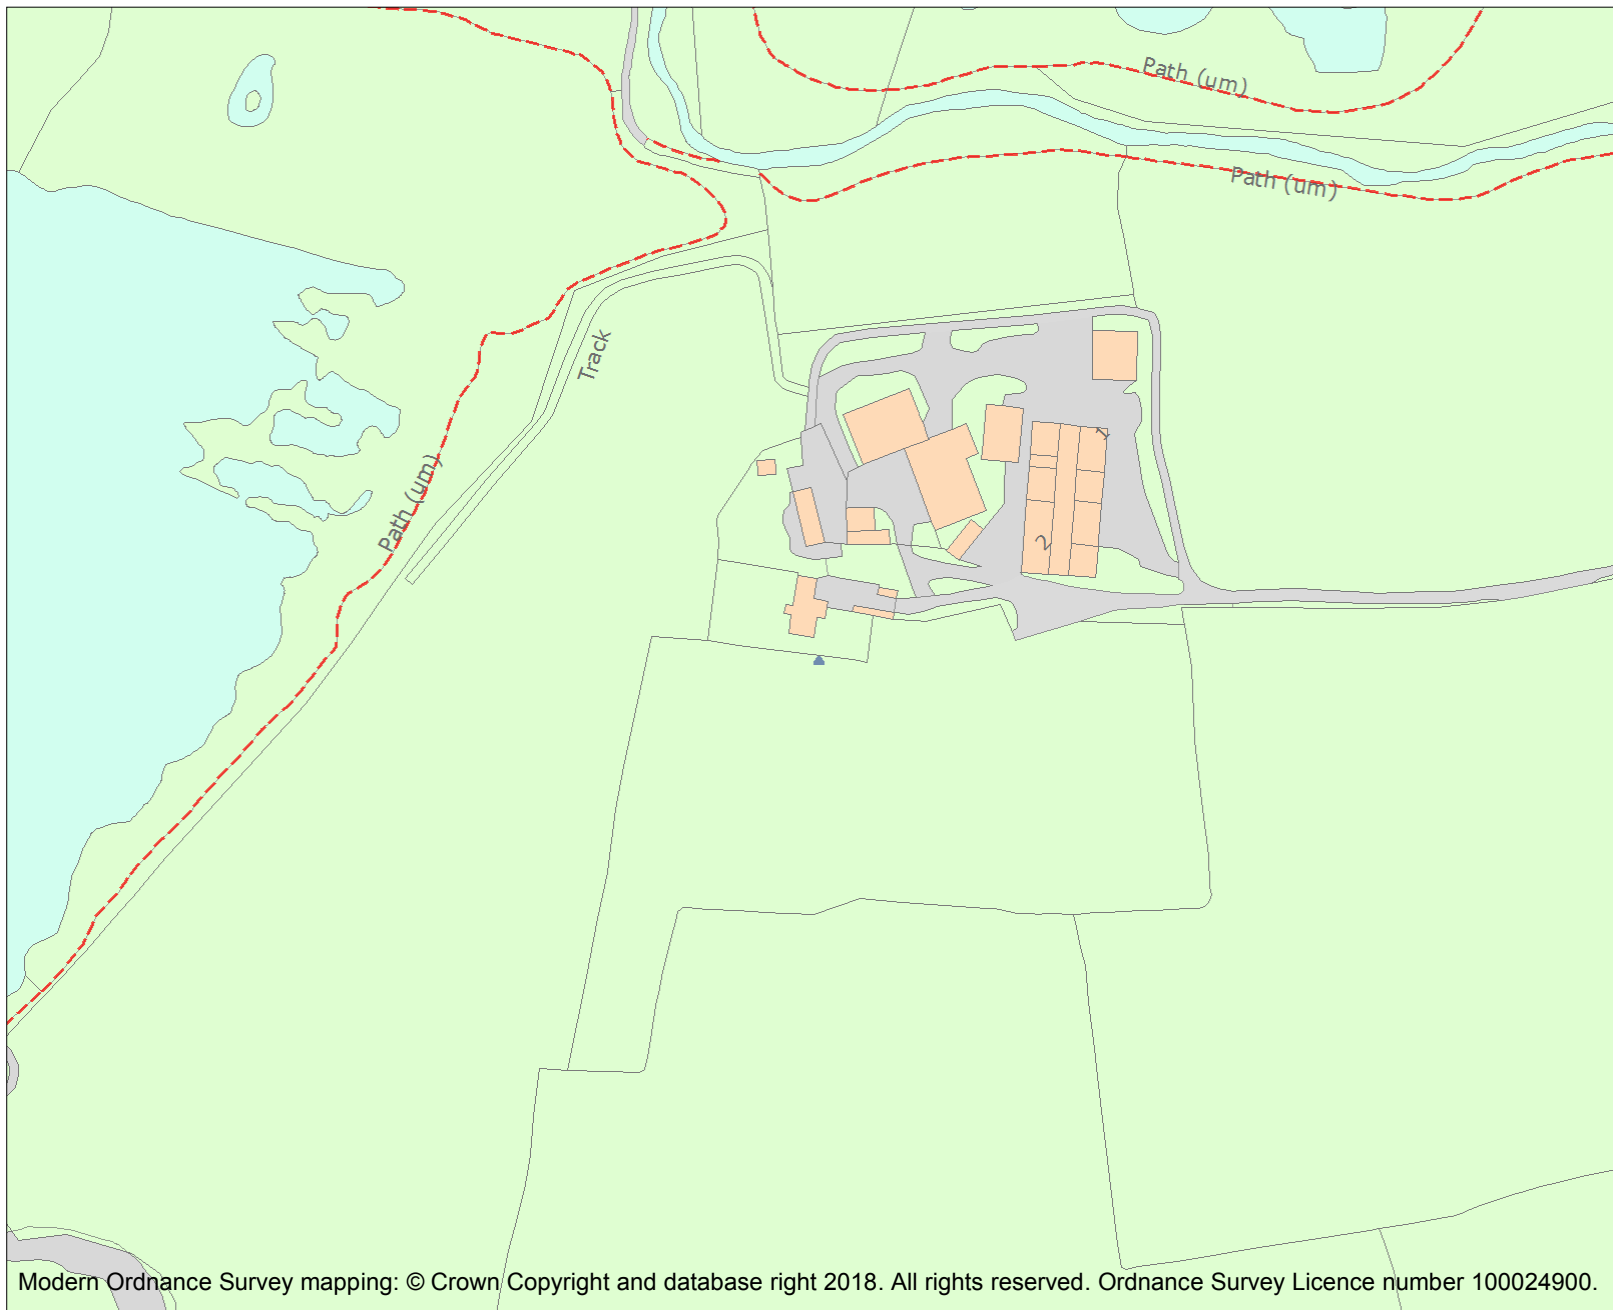 Path (um)
Path (um)
Track
1
Path (um)
2
Modern Ordnance Survey mapping: © Crown Copyright and database right 2018. All rights reserved. Ordnance Survey Licence number 100024900.